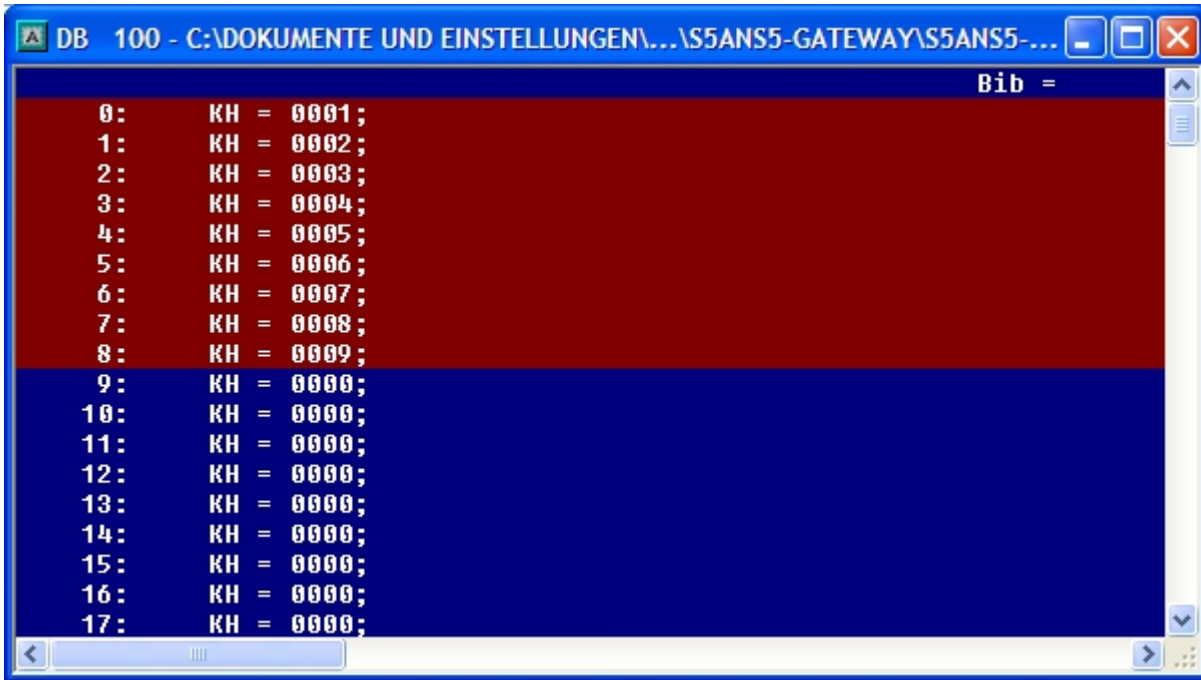 DB 100 - C:\DOKUMENTE UND EINSTELLUNGEN\...\S5ANS5-GATEWAY\S5ANS5-...
Bib =
0: KH = 0001;
1: KH = 0002;
2: KH = 0003;
3: KH = 0004;
4: KH = 0005;
5: KH = 0006;
6: KH = 0007;
7: KH = 0008;
8: KH = 0009;
9: KH = 0000;
10: KH = 0000;
11: KH = 0000;
12: KH = 0000;
13: KH = 0000;
14: KH = 0000;
15: KH = 0000;
16: KH = 0000;
17: KH = 0000;